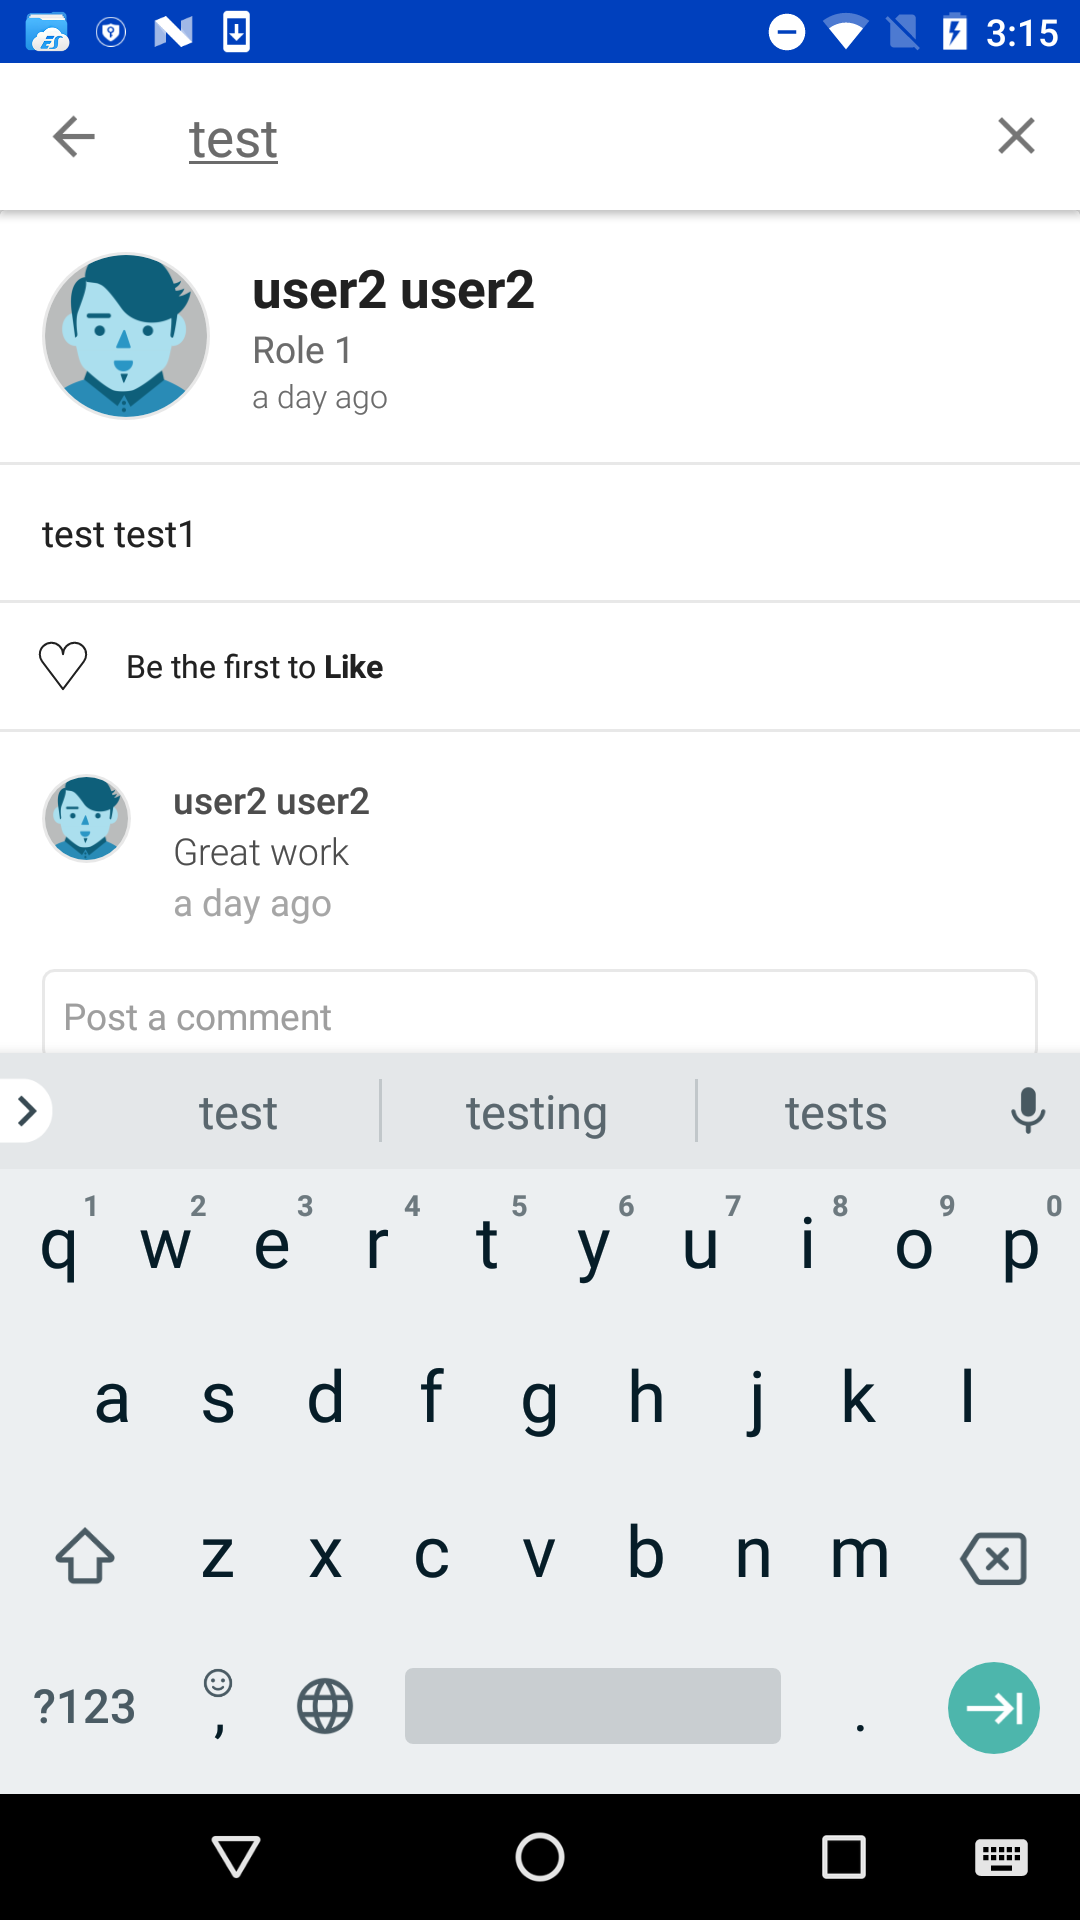 3:15
test
user2 user2
Role 1
a day ago
test test1
Be the first to Like
user2 user2
Great work
a day ago
Post a comment
test testing tests
1 2 3 4 5 6 7 8 9 0
q w e r t y u i o p
a s d f g h j k l
z x c v b n m
?123 , .